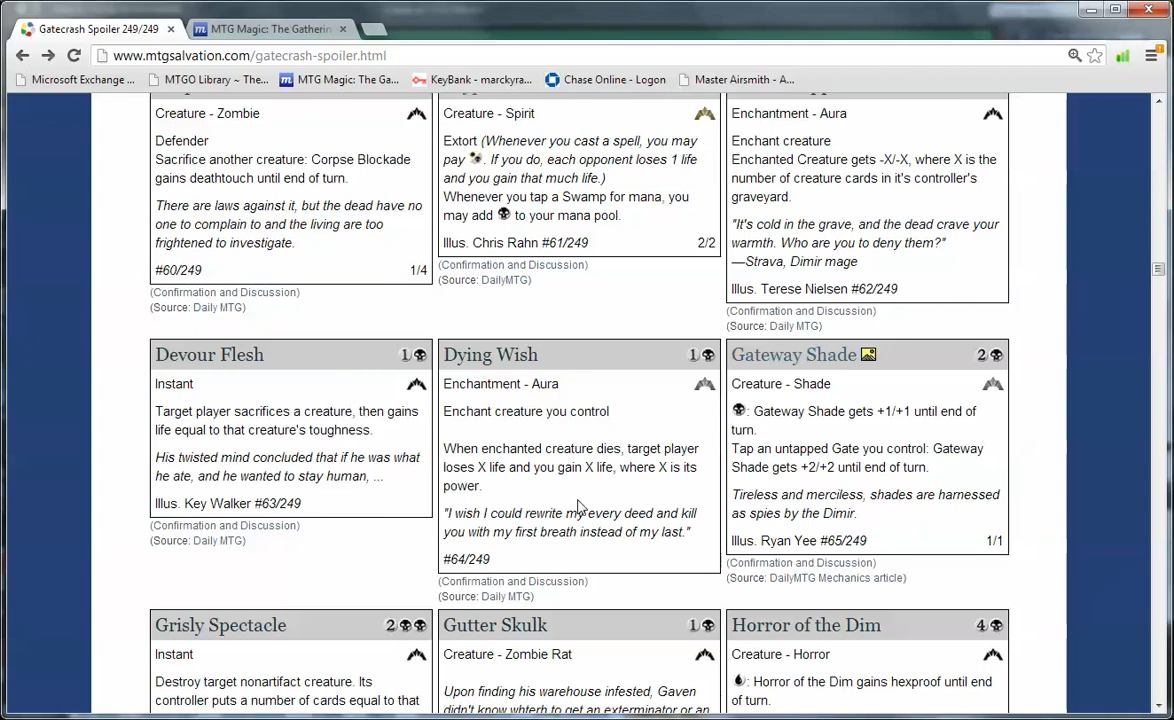 Gatecrash Spoiler 249/249
MTG Magic: The Gatherin
www.mtgsalvation.com/gatecrash-spoiler.html
Microsoft Exchange ...
MTGO Library ~ The...
MTG Magic: The Ga...
KeyBank - marckyra...
Chase Online - Logon
Master Airsmith - A...
Creature - Zombie
Defender
Sacrifice another creature: Corpse Blockade
gains deathtouch until end of turn.
There are laws against it, but the dead have no
one to complain to and the living are too
frightened to investigate.
#60/249 1/4
(Confirmation and Discussion)
(Source: Daily MTG)
Creature - Spirit
Extort (Whenever you cast a spell, you may
pay . If you do, each opponent loses 1 life
and you gain that much life.)
Whenever you tap a Swamp for mana, you
may add to your mana pool.
Illus. Chris Rahn #61/249 2/2
(Confirmation and Discussion)
(Source: DailyMTG)
Enchantment - Aura
Enchant creature
Enchanted Creature gets -X/-X, where X is the
number of creature cards in it's controller's
graveyard.
"It's cold in the grave, and the dead crave your
warmth. Who are you to deny them?"
—Strava, Dimir mage
Illus. Terese Nielsen #62/249
(Confirmation and Discussion)
(Source: Daily MTG)
Devour Flesh 1
Instant
Target player sacrifices a creature, then gains
life equal to that creature's toughness.
His twisted mind concluded that if he was what
he ate, and he wanted to stay human, ...
Illus. Key Walker #63/249
(Confirmation and Discussion)
(Source: Daily MTG)
Dying Wish 1
Enchantment - Aura
Enchant creature you control
When enchanted creature dies, target player
loses X life and you gain X life, where X is its
power.
"I wish I could rewrite my every deed and kill
you with my first breath instead of my last."
#64/249
(Confirmation and Discussion)
(Source: Daily MTG)
Gateway Shade 2
Creature - Shade
: Gateway Shade gets +1/+1 until end of
turn.
Tap an untapped Gate you control: Gateway
Shade gets +2/+2 until end of turn.
Tireless and merciless, shades are harnessed
as spies by the Dimir.
Illus. Ryan Yee #65/249 1/1
(Confirmation and Discussion)
(Source: DailyMTG Mechanics article)
Grisly Spectacle 2
Instant
Destroy target nonartifact creature. Its
controller puts a number of cards equal to that
Gutter Skulk 1
Creature - Zombie Rat
Upon finding his warehouse infested, Gaven
didn't know whterh to get an exterminator or an
Horror of the Dim 4
Creature - Horror
: Horror of the Dim gains hexproof until end
of turn.